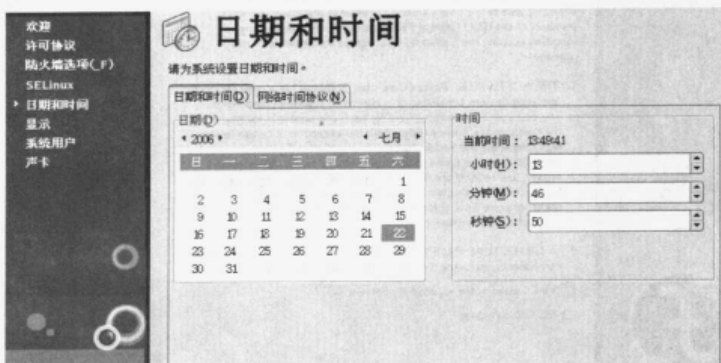 欢迎
许可协议
防火墙选项(_F)
SELinux
日期和时间
显示
系统用户
声卡
日期和时间
请为系统设置日期和时间。
日期和时间(D) 网络时间协议(N)
日期(D)
2006 七月
日 一 二 三 四 五 六
1
2 3 4 5 6 7 8
9 10 11 12 13 14 15
16 17 18 19 20 21 22
23 24 25 26 27 28 29
30 31
时间
当前时间： 13:49:41
小时(H)： 13
分钟(M)： 46
秒钟(S)： 50